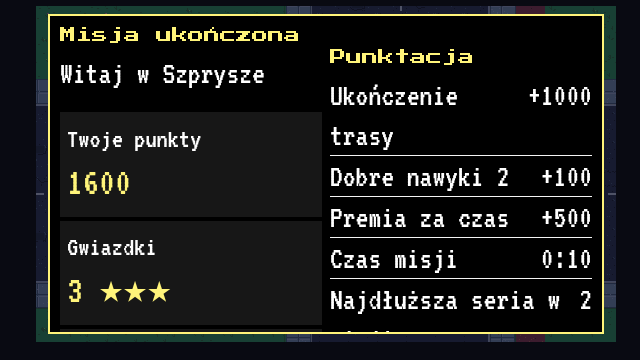 Misja ukończona
Witaj w Szprysze
Twoje punkty
1600
Gwiazdki
3 ★★★
Punktacja
Ukończenie trasy +1000
Dobre nawyki 2 +100
Premia za czas +500
Czas misji 0:10
Najdłuższa seria w 2